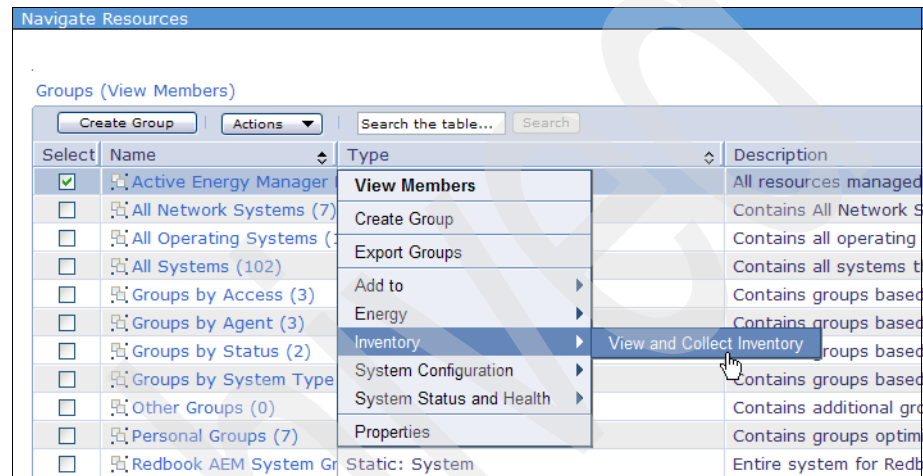 Navigate Resources
Groups (View Members)
Create Group Actions Search the table... Search
Select Name Type Description
Active Energy Manager All resources managed
View Members
All Network Systems (7) Contains All Network S
Create Group
All Operating Systems ( Contains all operating
Export Groups
All Systems (102) Contains all systems
Add to
Groups by Access (3) Contains groups based
Energy
Groups by Agent (3) Contains groups based
Inventory View and Collect Inventory
Groups by Status (2) groups based
System Configuration
Groups by System Type Contains groups based
System Status and Health
Other Groups (0) Contains additional
Properties
Personal Groups (7) Contains groups optim
Redbook AEM System Gr Static: System Entire system for Redb